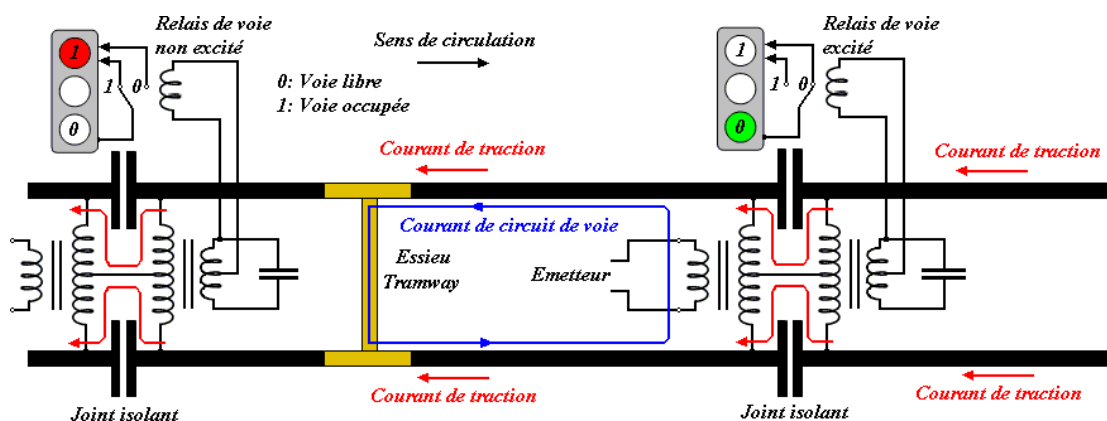 Relais de voie
non excité
Sens de circulation
Relais de voie
excité
1
0
1
0
0: Voie libre
1: Voie occupée
1
0
1
0
Courant de traction
Courant de traction
Courant de circuit de voie
Essieu
Tramway
Emetteur
Courant de traction
Courant de traction
Joint isolant
Joint isolant